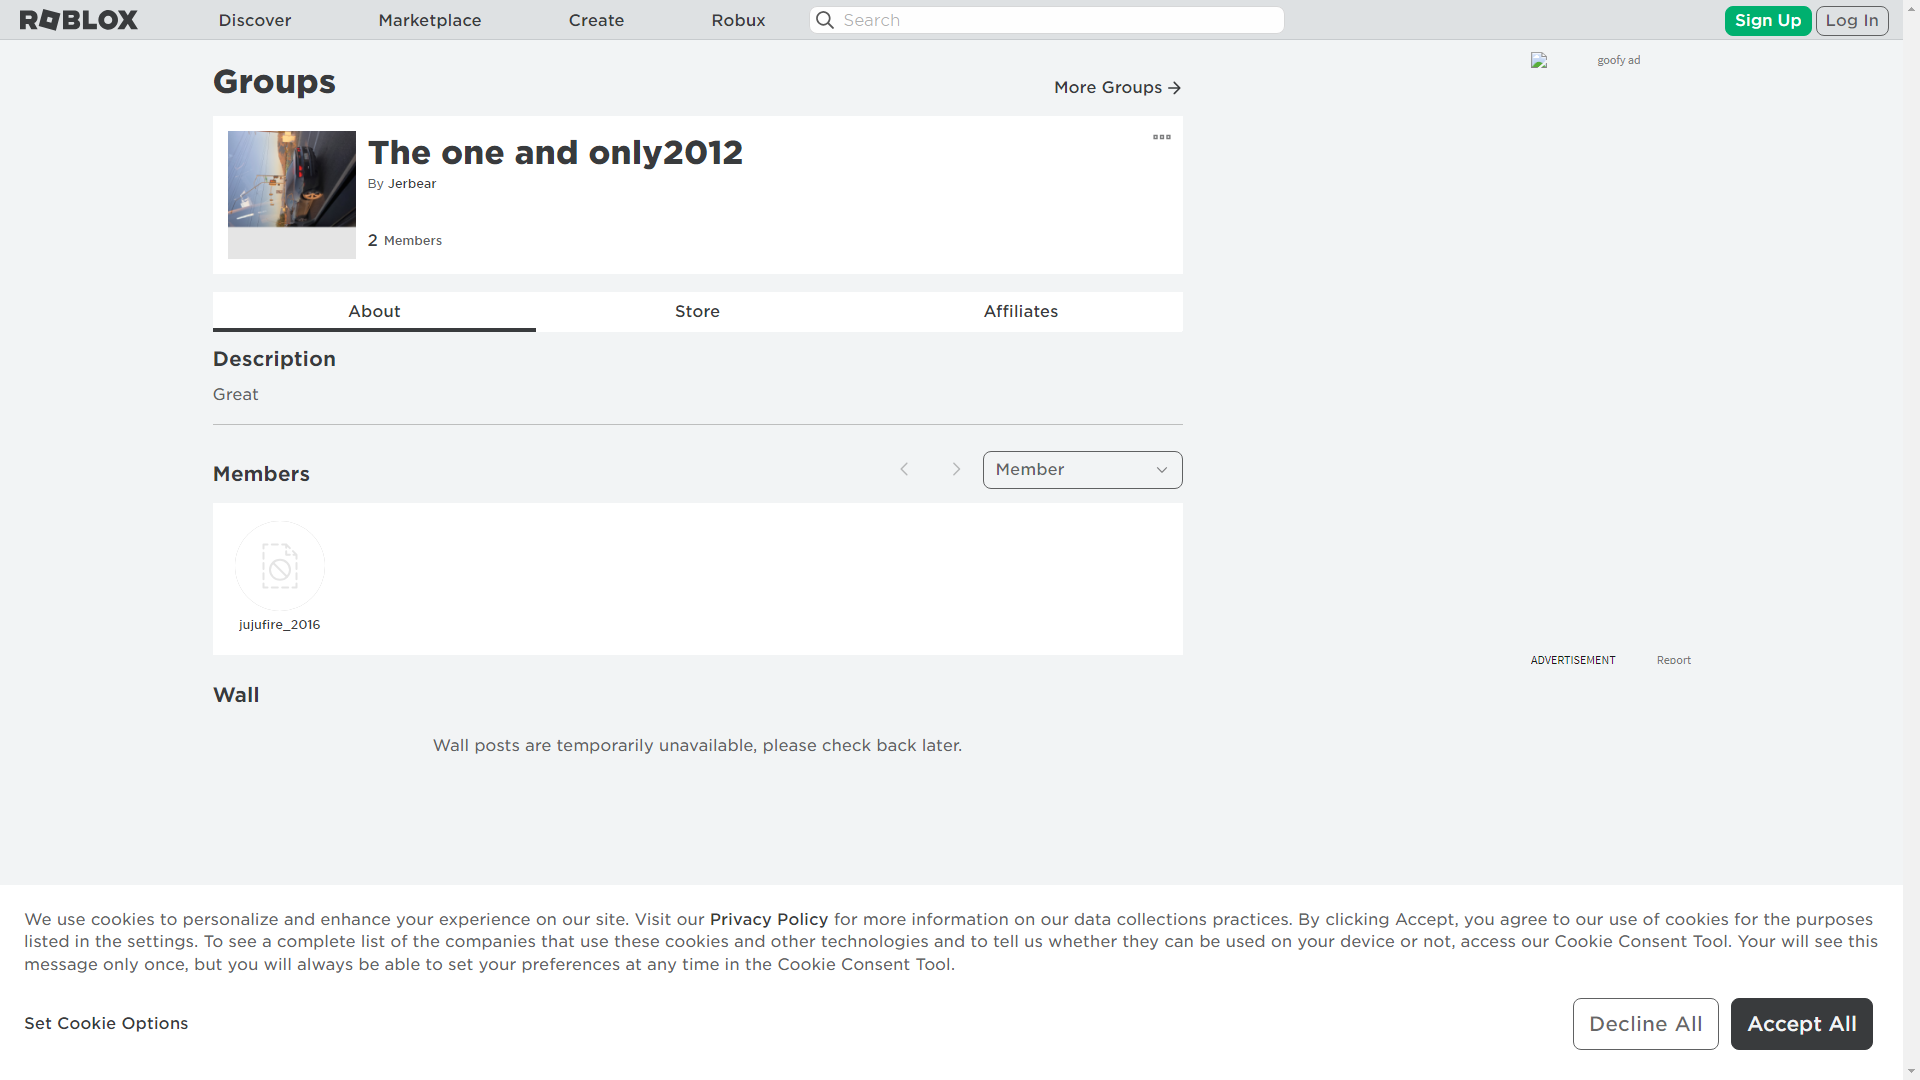 ROBLOX
Discover
Marketplace
Create
Robux
Search
Sign Up
Log In
goofy ad
Groups
More Groups
The one and only2012
By Jerbear
2 Members
About
Store
Affiliates
Description
Great
Members
Member
jujufire_2016
ADVERTISEMENT
Report
Wall
Wall posts are temporarily unavailable, please check back later.
We use cookies to personalize and enhance your experience on our site. Visit our Privacy Policy for more information on our data collections practices. By clicking Accept, you agree to our use of cookies for the purposes
listed in the settings. To see a complete list of the companies that use these cookies and other technologies and to tell us whether they can be used on your device or not, access our Cookie Consent Tool. Your will see this
message only once, but you will always be able to set your preferences at any time in the Cookie Consent Tool.
Set Cookie Options
Decline All
Accept All